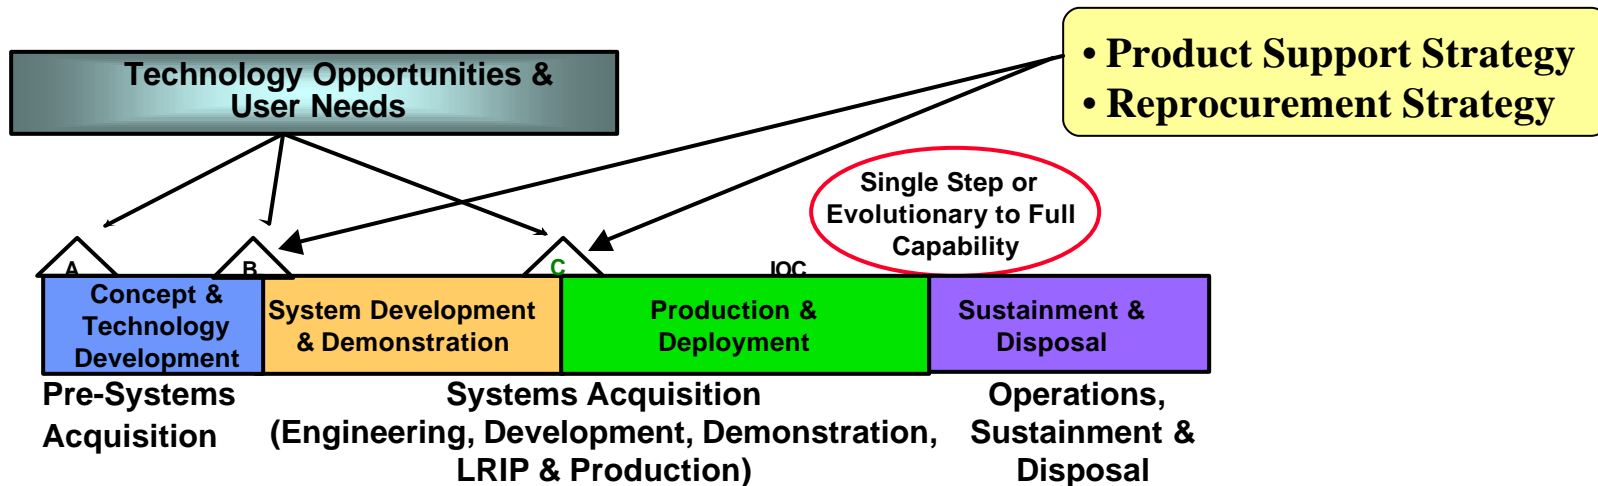 Technology Opportunities &
User Needs
• Product Support Strategy
• Reprocurement Strategy
Single Step or
Evolutionary to Full
Capability
A
B
C
IOC
Concept &
Technology
Development
System Development
& Demonstration
Production &
Deployment
Sustainment &
Disposal
Pre-Systems
Acquisition
Systems Acquisition
(Engineering, Development, Demonstration,
LRIP & Production)
Operations,
Sustainment &
Disposal